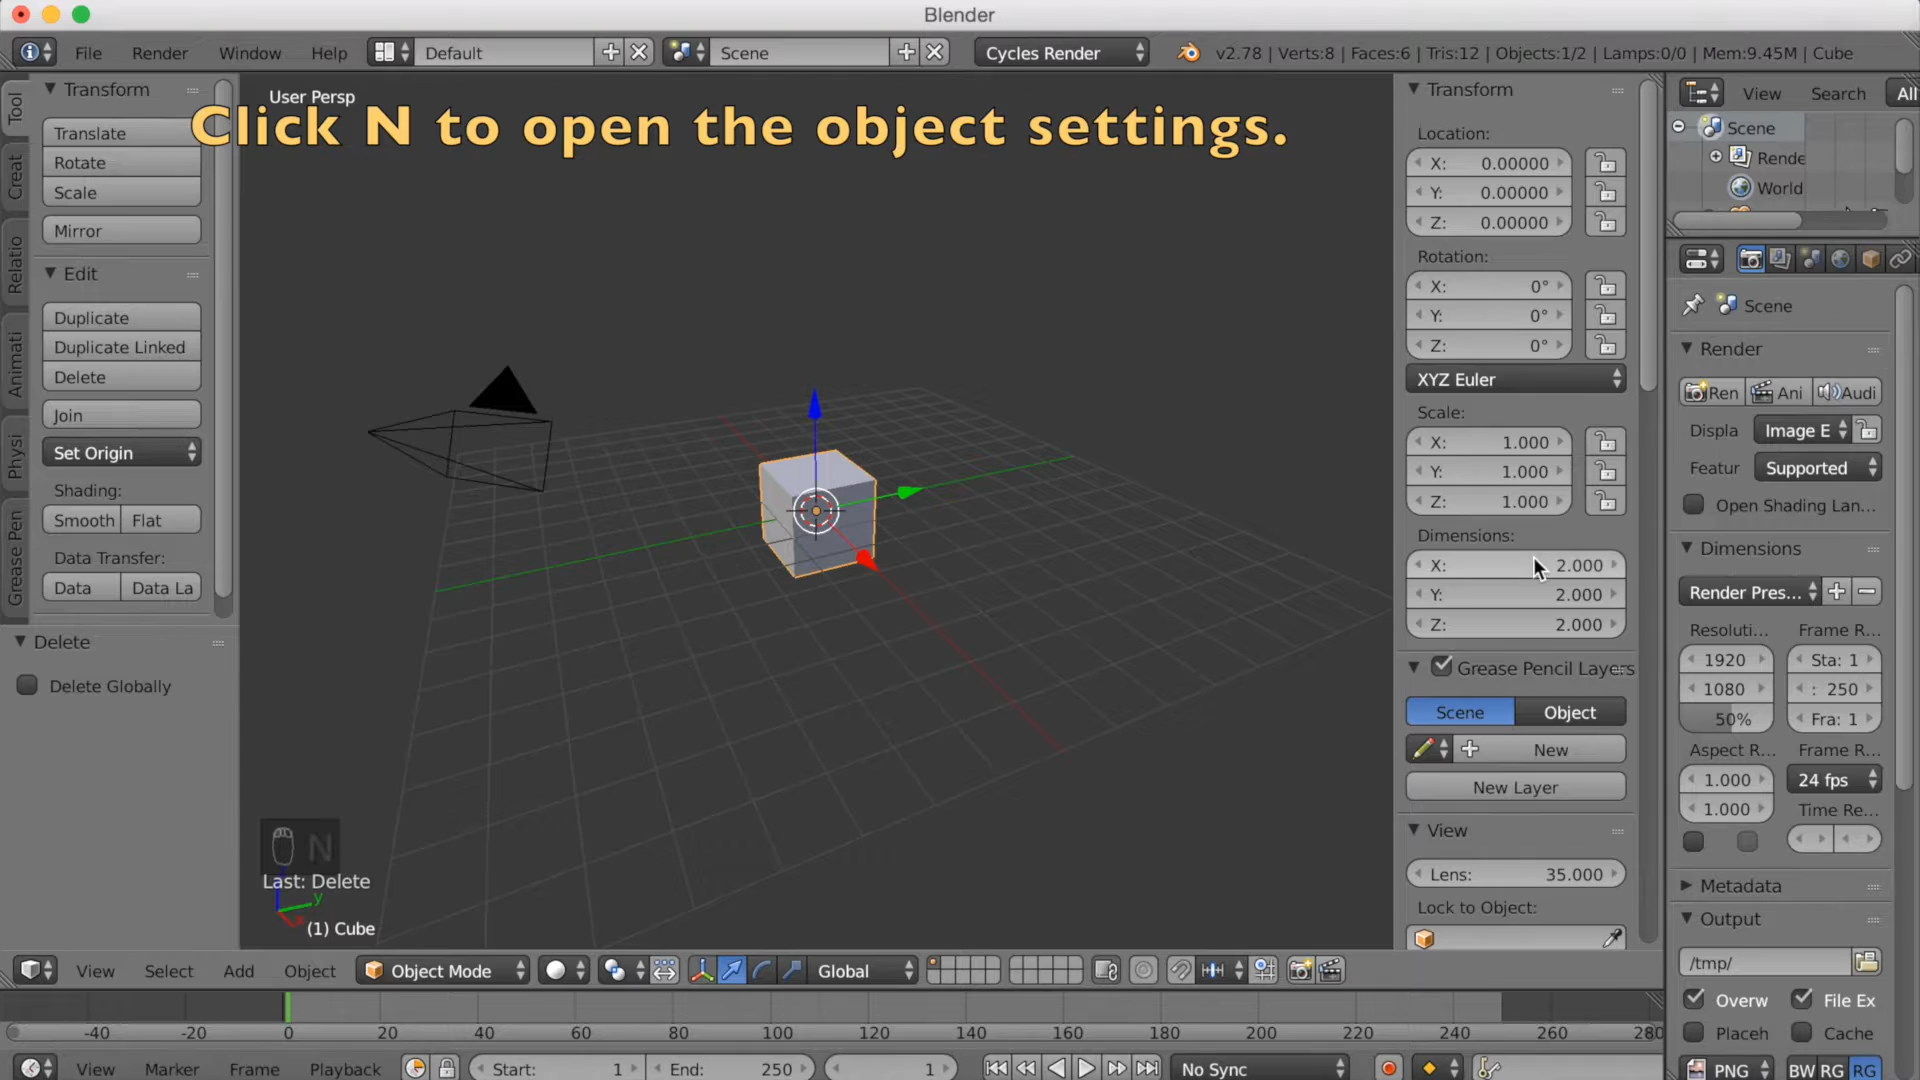 Blender
File Render Window Help Default Scene Cycles Render v2.78 | Verts:8 | Faces:6 | Tris:12 | Objects:1/2 | Lamps:0/0 | Mem:9.45M | Cube
Tool
Creat
Relatio
Animati
Physi
Grease Pen
Transform
Translate
Rotate
Scale
Mirror
Edit
Duplicate
Duplicate Linked
Delete
Join
Set Origin
Shading:
Smooth Flat
Data Transfer:
Data Data La
Delete
Delete Globally
User Persp
Click N to open the object settings.
N
Last: Delete
y
x
(1) Cube
Transform
Location:
X: 0.00000
Y: 0.00000
Z: 0.00000
Rotation:
X: 0°
Y: 0°
Z: 0°
XYZ Euler
Scale:
X: 1.000
Y: 1.000
Z: 1.000
Dimensions:
X: 2.000
Y: 2.000
Z: 2.000
Grease Pencil Layers
Scene Object
New
New Layer
View
Lens: 35.000
Lock to Object:
View Search All
Scene
Rende
World
Scene
Render
Ren Ani Audi
Displa Image E
Featur Supported
Open Shading Lan...
Dimensions
Render Pres...
Resoluti... Frame R...
1920 Sta: 1
1080 : 250
50% Fra: 1
Aspect R... Frame R...
1.000 24 fps
1.000 Time Re...
Metadata
Output
/tmp/
Overw File Ex
Placeh Cache
PNG BW RG RG
View Select Add Object Object Mode Global
-40 -20 0 20 40 60 80 100 120 140 160 180 200 220 240 260 280
View Marker Frame Playback Start: 1 End: 250 1 No Sync